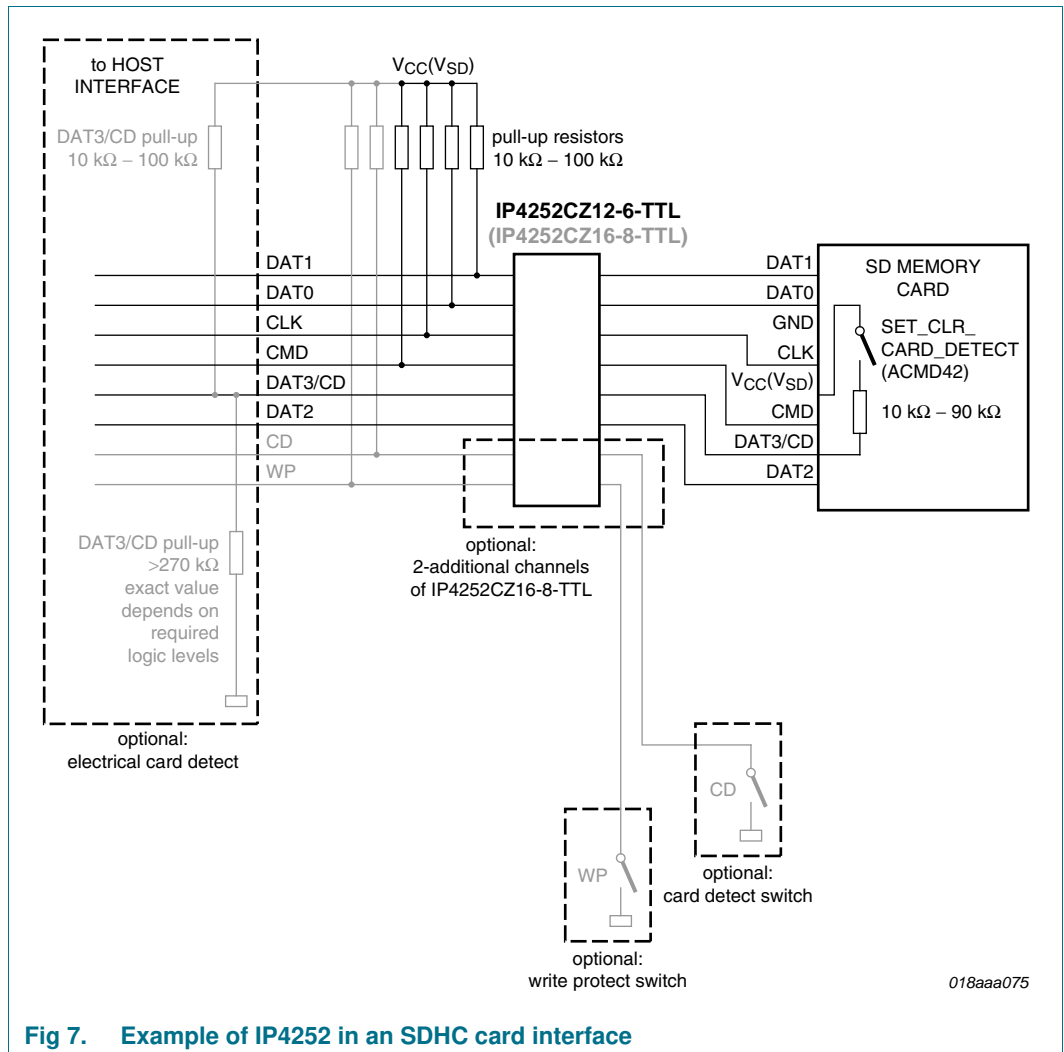 to HOST
INTERFACE
VCC(VSD)
DAT3/CD pull-up
10 kΩ − 100 kΩ
pull-up resistors
10 kΩ − 100 kΩ
IP4252CZ12-6-TTL
(IP4252CZ16-8-TTL)
DAT1
DAT0
CLK
CMD
DAT3/CD
DAT2
CD
WP
DAT1
DAT0
GND
CLK
VCC(VSD)
CMD
DAT3/CD
DAT2
SD MEMORY
CARD
SET_CLR_
CARD_DETECT
(ACMD42)
10 kΩ − 90 kΩ
DAT3/CD pull-up
>270 kΩ
exact value
depends on
required
logic levels
optional:
2-additional channels
of IP4252CZ16-8-TTL
optional:
electrical card detect
CD
optional:
card detect switch
WP
optional:
write protect switch
018aaa075
Fig 7. Example of IP4252 in an SDHC card interface